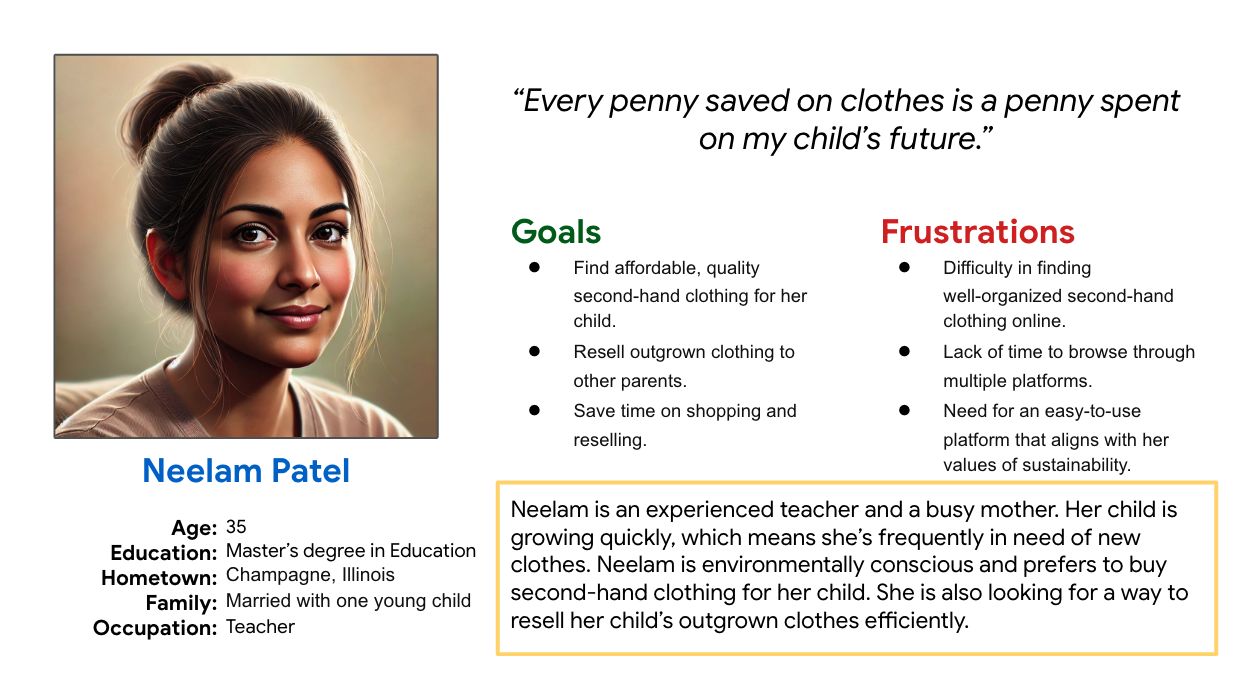 “Every penny saved on clothes is a penny spent
on my child’s future.”
Goals
● Find affordable, quality
second-hand clothing for her
child.
● Resell outgrown clothing to
other parents.
● Save time on shopping and
reselling.
Frustrations
● Difficulty in finding
well-organized second-hand
clothing online.
● Lack of time to browse through
multiple platforms.
● Need for an easy-to-use
platform that aligns with her
values of sustainability.
Neelam Patel
Age: 35
Education: Master’s degree in Education
Hometown: Champagne, Illinois
Family: Married with one young child
Occupation: Teacher
Neelam is an experienced teacher and a busy mother. Her child is
growing quickly, which means she’s frequently in need of new
clothes. Neelam is environmentally conscious and prefers to buy
second-hand clothing for her child. She is also looking for a way to
resell her child’s outgrown clothes efficiently.